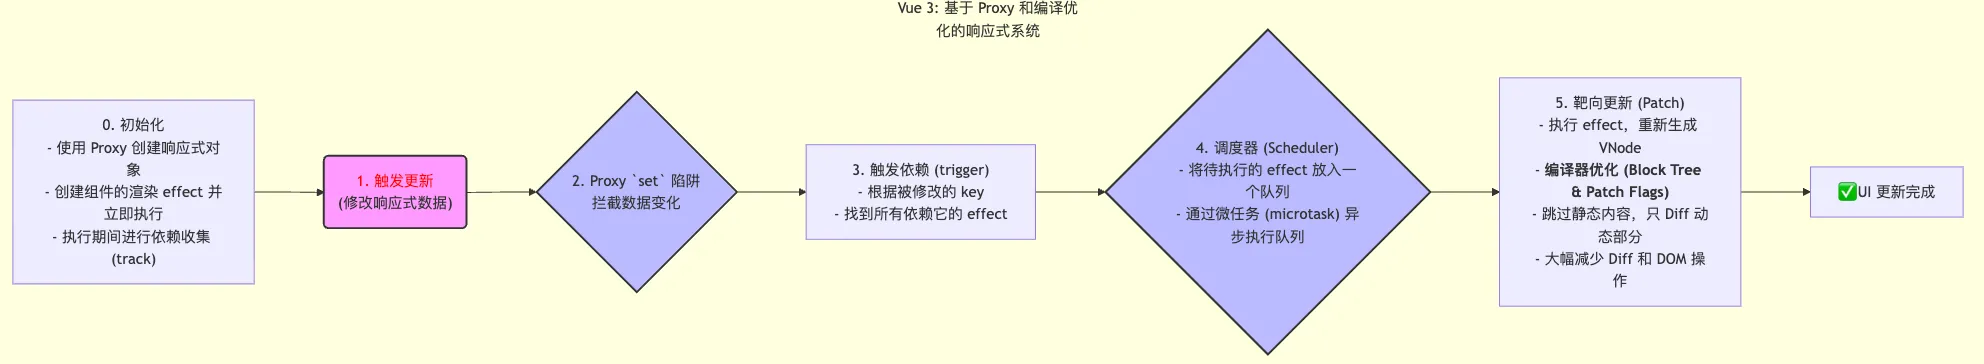 Vue 3: 基于 Proxy 和编译优
化的响应式系统
0. 初始化
- 使用 Proxy 创建响应式对
象
- 创建组件的渲染 effect 并
立即执行
- 执行期间进行依赖收集
(track)
1. 触发更新
(修改响应式数据)
2. Proxy `set` 陷阱
拦截数据变化
3. 触发依赖 (trigger)
- 根据被修改的 key
- 找到所有依赖它的 effect
4. 调度器 (Scheduler)
- 将待执行的 effect 放入一
个队列
- 通过微任务 (microtask) 异
步执行队列
5. 靶向更新 (Patch)
- 执行 effect，重新生成
VNode
- 编译器优化 (Block Tree
& Patch Flags)
- 跳过静态内容，只 Diff 动
态部分
- 大幅减少 Diff 和 DOM 操
作
✅UI 更新完成